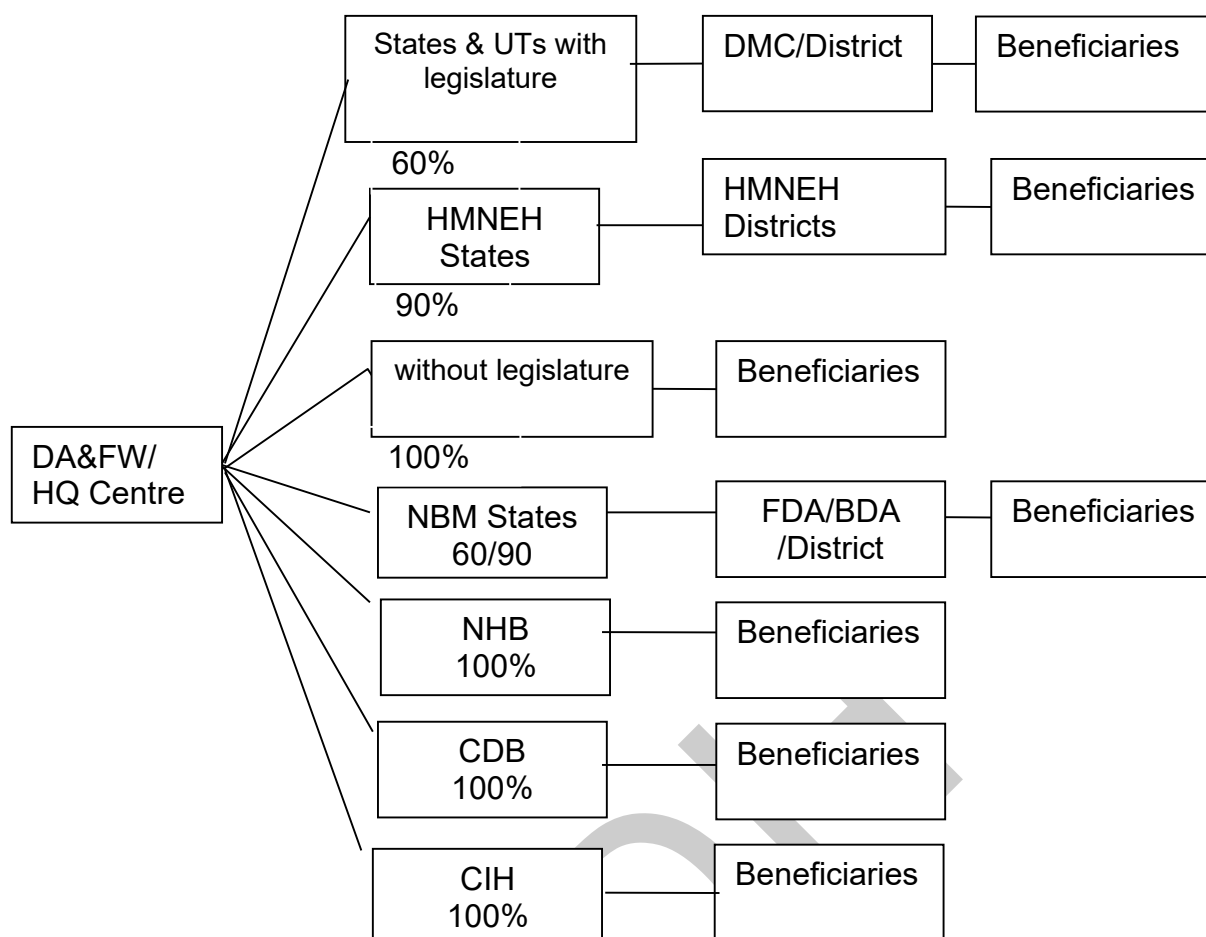 States & UTs with
legislature
DMC/District
Beneficiaries
60%
HMNEH
States
HMNEH
Districts
Beneficiaries
90%
without legislature
Beneficiaries
100%
DA&FW/
HQ Centre
NBM States
60/90
FDA/BDA
/District
Beneficiaries
NHB
100%
Beneficiaries
CDB
100%
Beneficiaries
CIH
100%
Beneficiaries